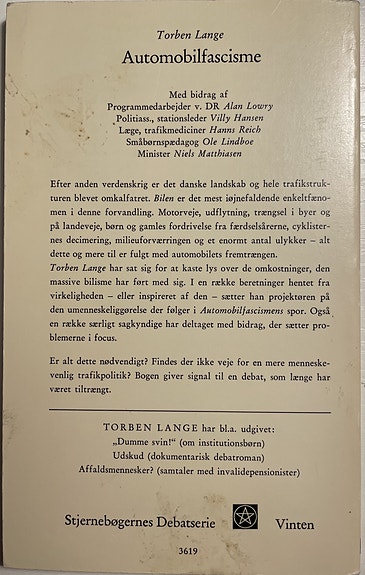 Torben Lange
Automobilfascisme
Med bidrag af
Programmedarbejder v. DR Alan Lowry
Politiass., stationsleder Villy Hansen
Læge, trafikmediciner Hanns Reich
Småbørnspædagog Ole Lindboe
Minister Niels Matthiasen
Efter anden verdenskrig er det danske landskab og hele trafikstruk-
turen blevet omkalfatret. Bilen er det mest iøjnefaldende enkeltfæno-
men i denne forvandling. Motorveje, udflytning, trængsel i byer og
på landeveje, børn og gamles fordrivelse fra færdselsårerne, cyklister-
nes decimering, milieuforværringen og et enormt antal ulykker – alt
dette og mere til er fulgt med automobilets fremtrængen.
Torben Lange har sat sig for at kaste lys over de omkostninger, den
massive bilisme har ført med sig. I en række beretninger hentet fra
virkeligheden – eller inspireret af den – sætter han projektøren på
den umenneskeliggørelse der følger i Automobilfascismens spor. Også
en række særligt sagkyndige har deltaget med bidrag, der sætter pro-
blemerne i focus.
Er alt dette nødvendigt? Findes der ikke veje for en mere menneske-
venlig trafikpolitik? Bogen giver signal til en debat, som længe har
været tiltrængt.
TORBEN LANGE har bl.a. udgivet:
„Dumme svin!“ (om institutionsbørn)
Udskud (dokumentarisk debatroman)
Affaldsmennesker? (samtaler med invalidepensionister)
Stjernebøgernes Debatserie Vinten
3619